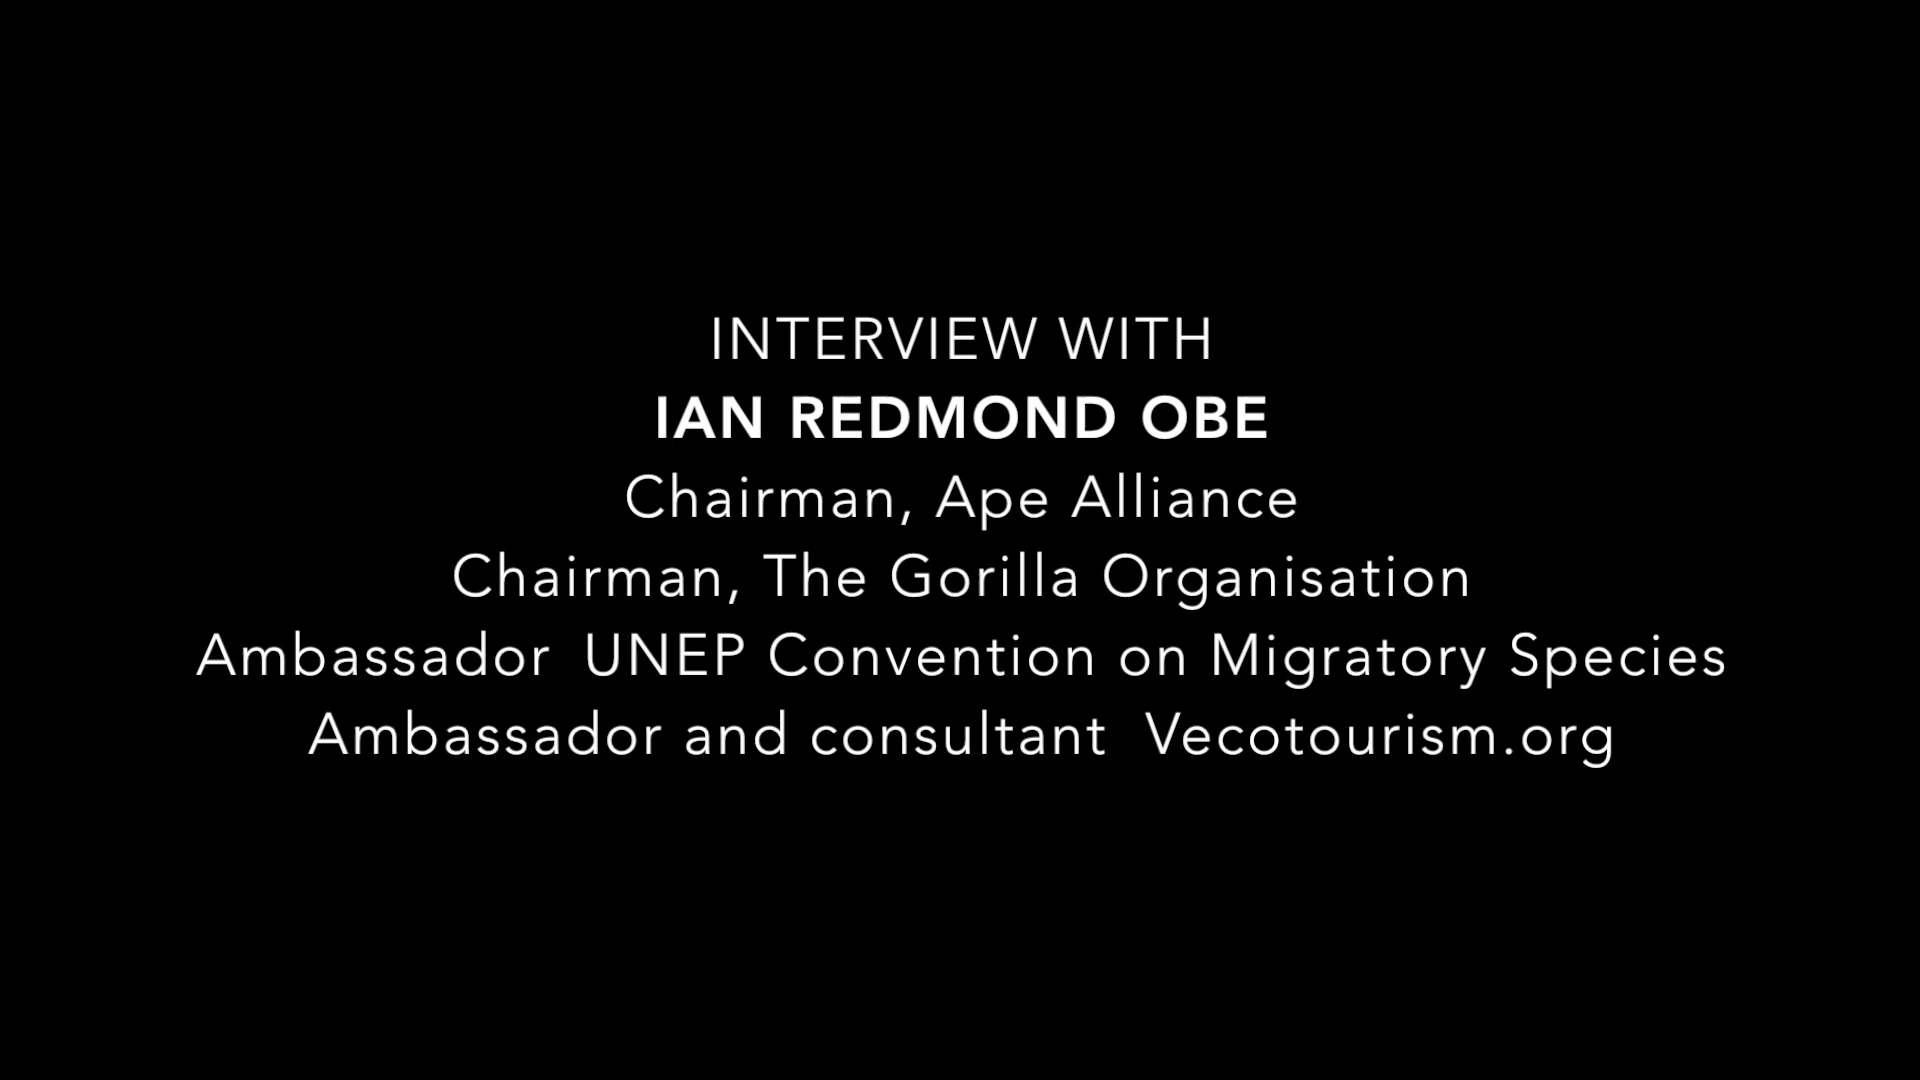 INTERVIEW WITH
IAN REDMOND OBE
Chairman, Ape Alliance
Chairman, The Gorilla Organisation
Ambassador UNEP Convention on Migratory Species
Ambassador and consultant Vecotourism.org